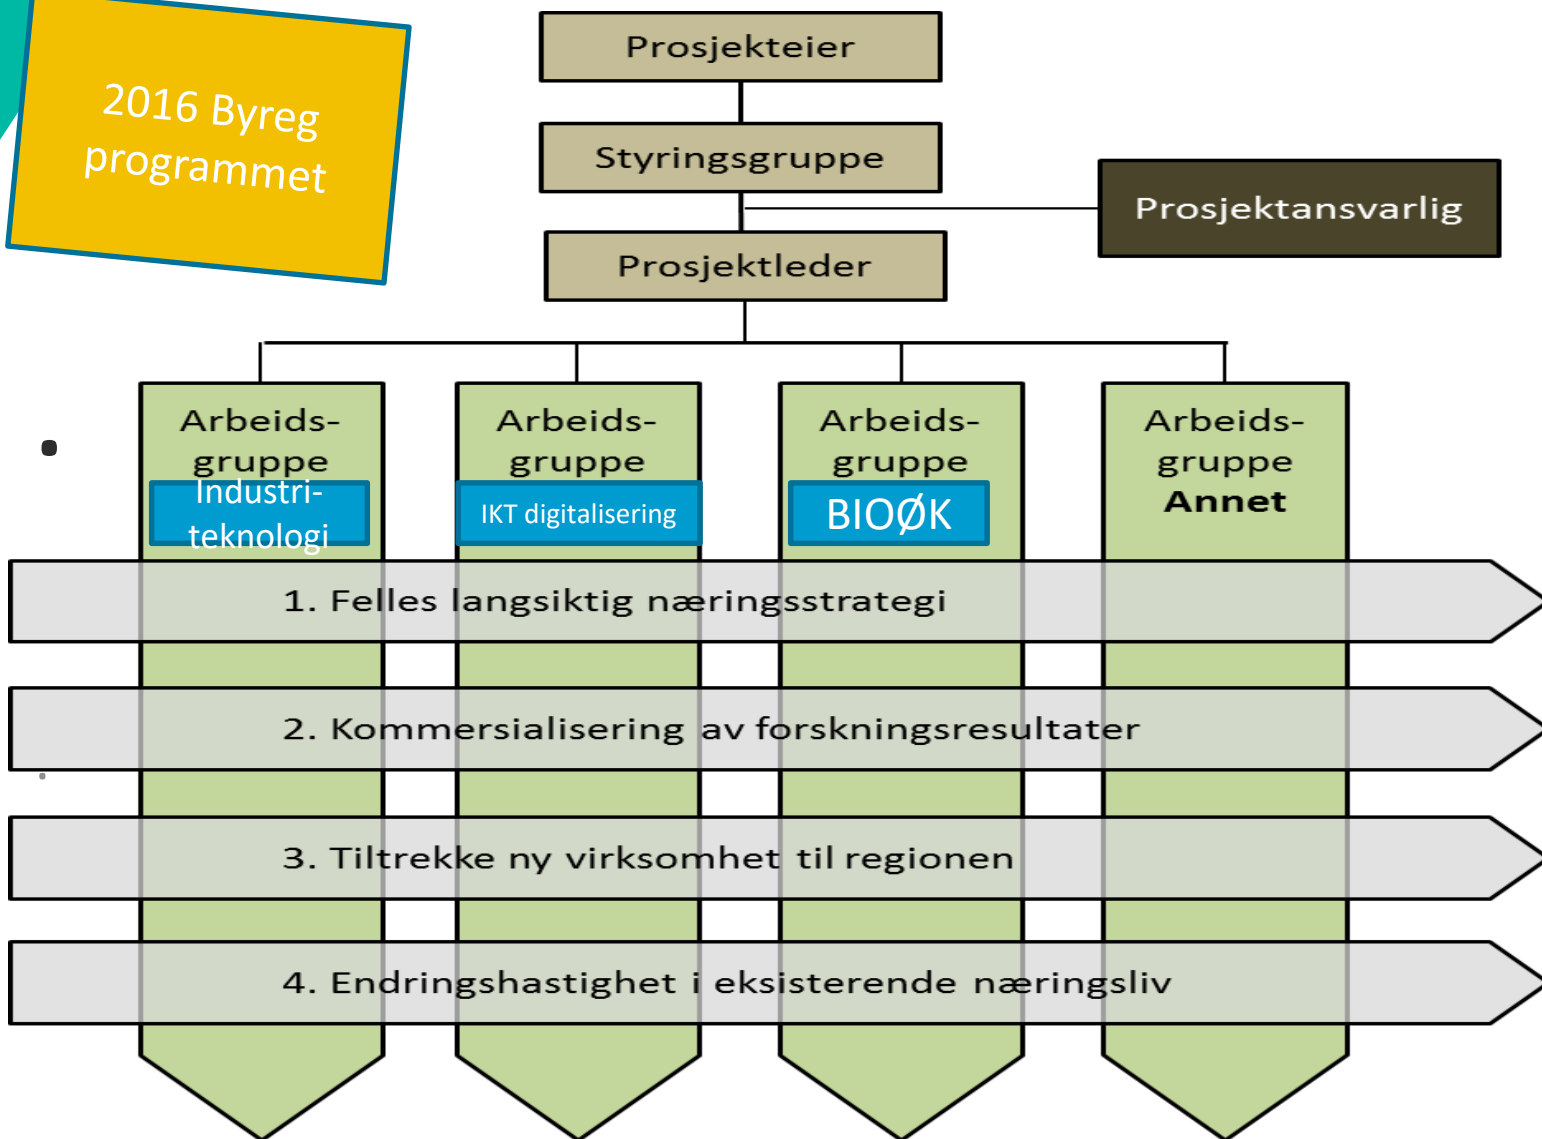 2016 Byreg
programmet
Prosjekteier
Styringsgruppe
Prosjektansvarlig
Prosjektleder
Arbeids-
gruppe
Industri-
teknologi
Arbeids-
gruppe
IKT digitalisering
Arbeids-
gruppe
BIOØK
Arbeids-
gruppe
Annet
1. Felles langsiktig næringsstrategi
2. Kommersialisering av forskningsresultater
3. Tiltrekke ny virksomhet til regionen
4. Endringshastighet i eksisterende næringsliv